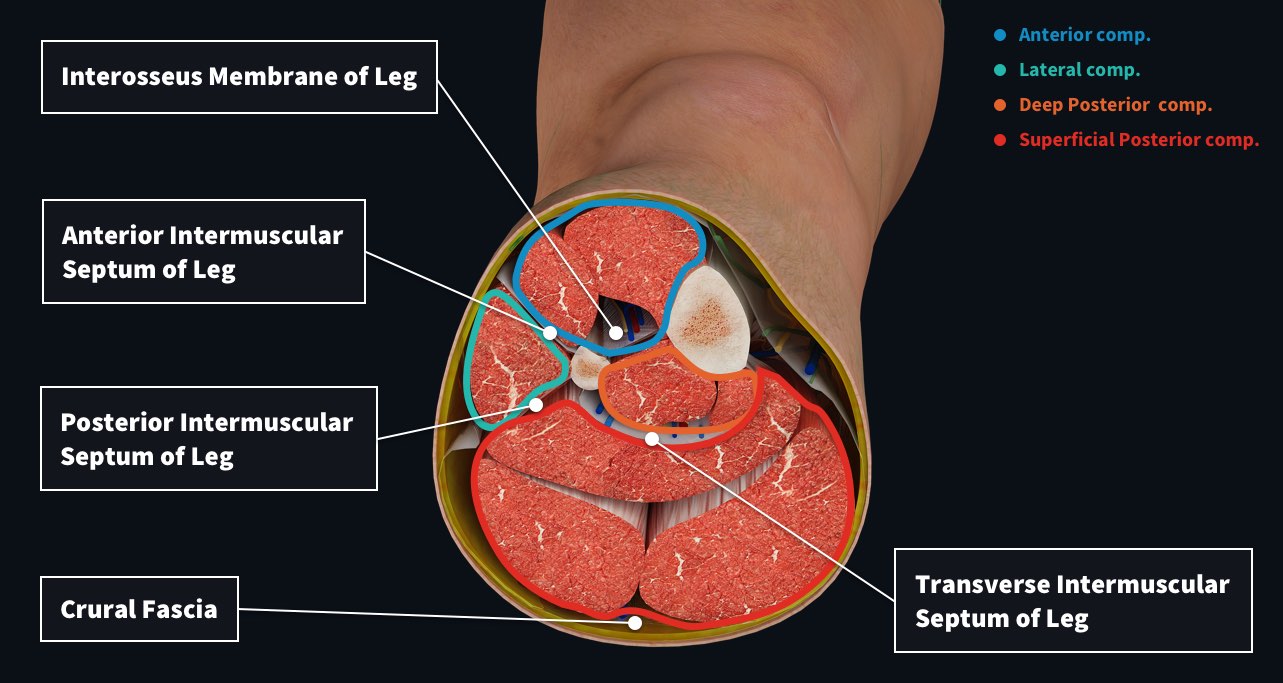 Interosseus Membrane of Leg
Anterior Intermuscular
Septum of Leg
Posterior Intermuscular
Septum of Leg
Crural Fascia
Transverse Intermuscular
Septum of Leg
Anterior comp.
Lateral comp.
Deep Posterior comp.
Superficial Posterior comp.